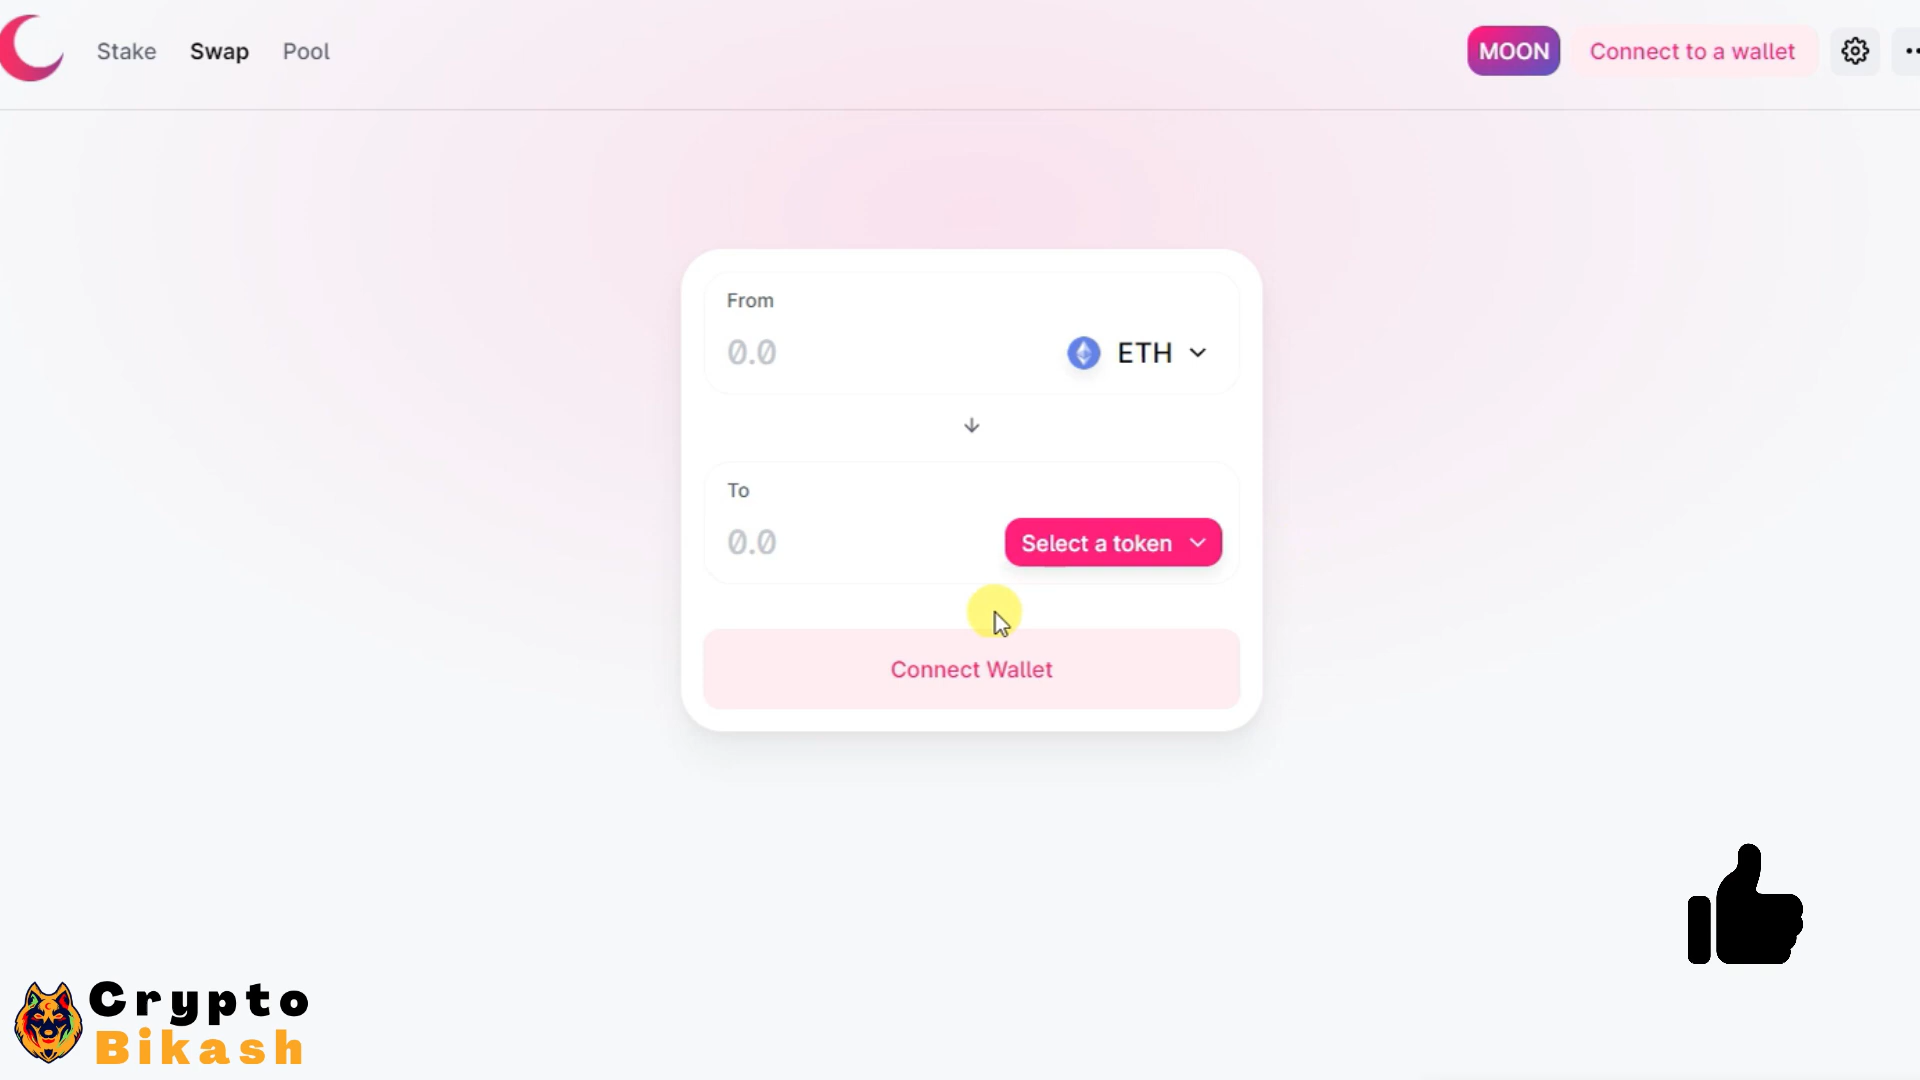 Stake Swap Pool MOON Connect to a wallet
From
0.0 ETH
To
0.0 Select a token
Connect Wallet
Crypto
Bikash